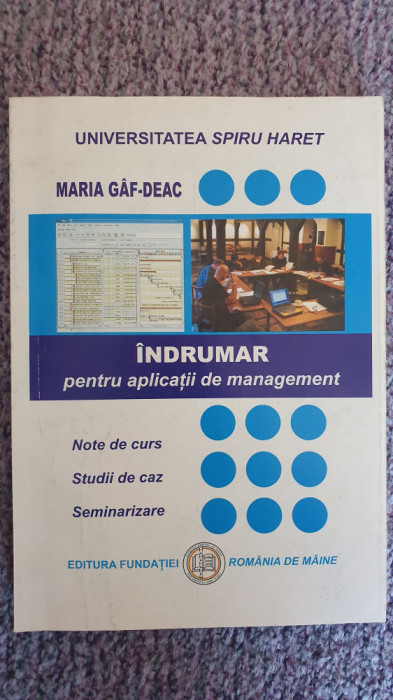 UNIVERSITATEA SPIRU HARET
MARIA GÂF-DEAC
ÎNDRUMAR
pentru aplicații de management
Note de curs
Studii de caz
Seminarizare
EDITURA FUNDAȚIEI ROMÂNIA DE MÂINE